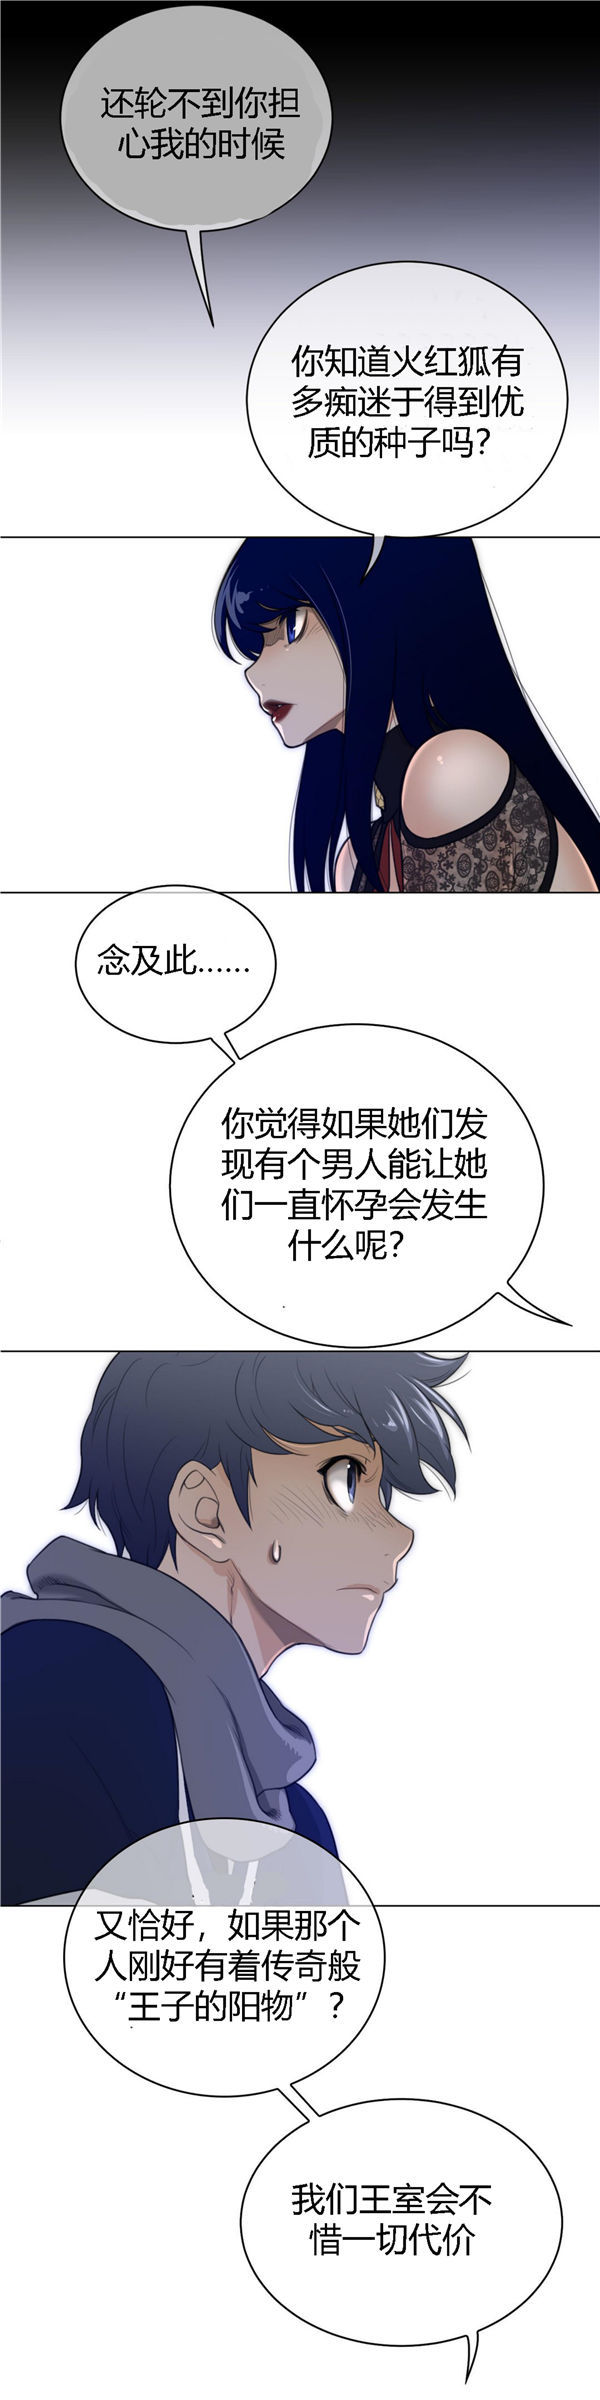 还轮不到你担
心我的时候
你知道火红狐有
多痴迷于得到优
质的种子吗？
念及此……
你觉得如果她们发
现有个男人能让她
们一直怀孕会发生
什么呢？
又恰好，如果那个
人刚好有着传奇般
“王子的阳物”？
我们王室会不
惜一切代价